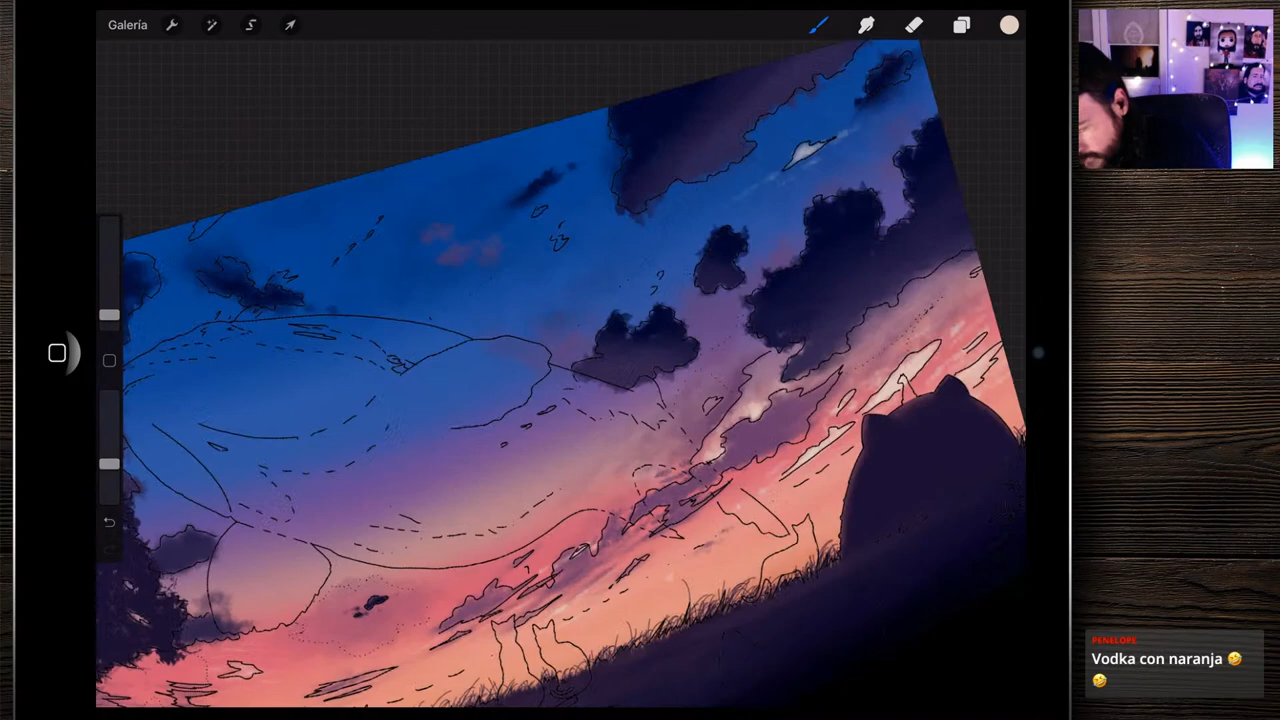 Galería
PENELOPE
Vodka con naranja 🤣
🤣